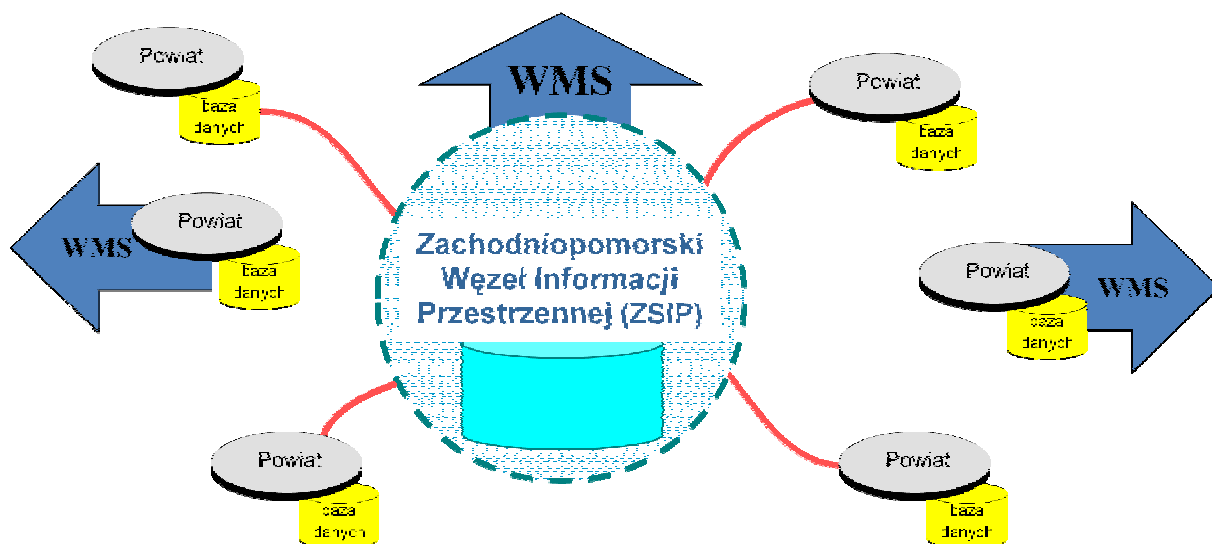 Powiat
baza
danych
WMS
Powiat
baza
danych
WMS
Powiat
baza
danych
Zachodniopomorski
Węzeł Informacji
Przestrzennej (ZSIP)
Powiat
baza
danych
WMS
Powiat
baza
danych
Powiat
baza
danych